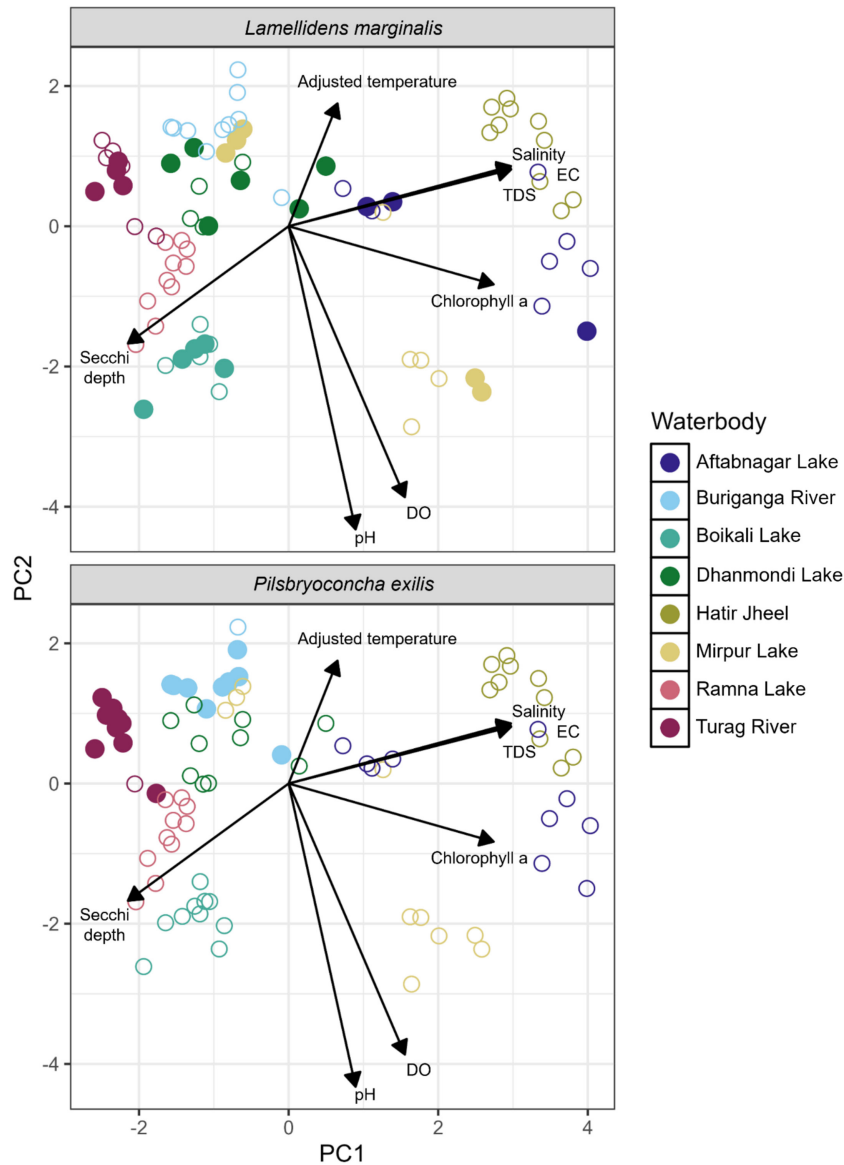 Lamellidens marginalis
Adjusted temperature
Salinity
EC
TDS
Chlorophyll a
Secchi
depth
DO
pH
2
0
-2
-4
PC2
Pilsbryoconcha exilis
Adjusted temperature
Salinity
EC
TDS
Chlorophyll a
Secchi
depth
DO
pH
2
0
-2
-4
-2 0 2 4
PC1
Waterbody
Aftabnagar Lake
Buriganga River
Boikali Lake
Dhanmondi Lake
Hatir Jheel
Mirpur Lake
Ramna Lake
Turag River